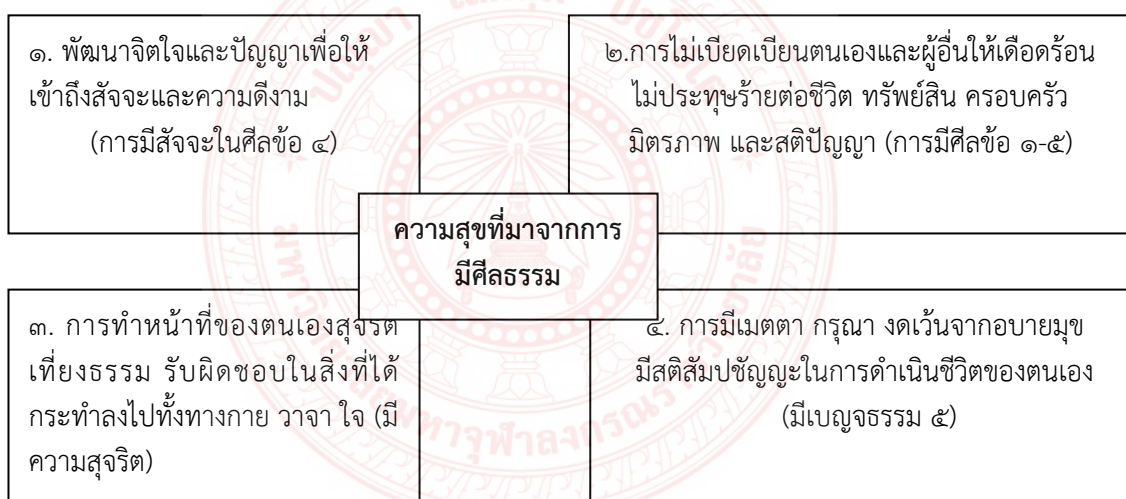 ๑. พัฒนาจิตใจและปัญญาเพื่อให้
เข้าถึงสัจจะและความดีงาม
(การมีสัจจะในศีลข้อ ๔)
๒.การไม่เบียดเบียนตนเองและผู้อื่นให้เดือดร้อน
ไม่ประทุษร้ายต่อชีวิต ทรัพย์สิน ครอบครัว
มิตรภาพ และสติปัญญา (การมีศีลข้อ ๑-๕)
ความสุขที่มาจากการ
มีศีลธรรม
๓. การทำหน้าที่ของตนเองสุจริต
เที่ยงธรรม รับผิดชอบในสิ่งที่ได้
กระทำลงไปทั้งทางกาย วาจา ใจ (มี
ความสุจริต)
๔. การมีเมตตา กรุณา งดเว้นจากอบายมุข
มีสติสัมปชัญญะในการดำเนินชีวิตของตนเอง
(มีเบญจธรรม ๕)